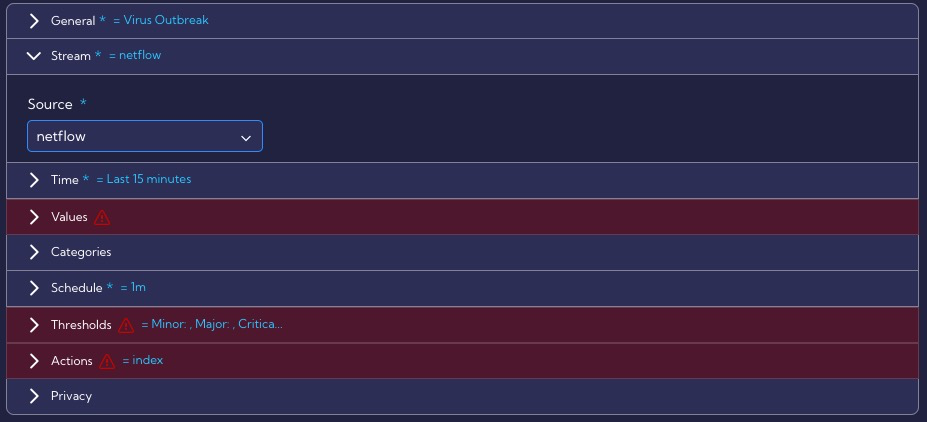 General * = Virus Outbreak
Stream * = netflow
Source *
netflow
Time * = Last 15 minutes
Values
Categories
Schedule * = 1m
Thresholds = Minor: , Major: , Critica...
Actions = index
Privacy